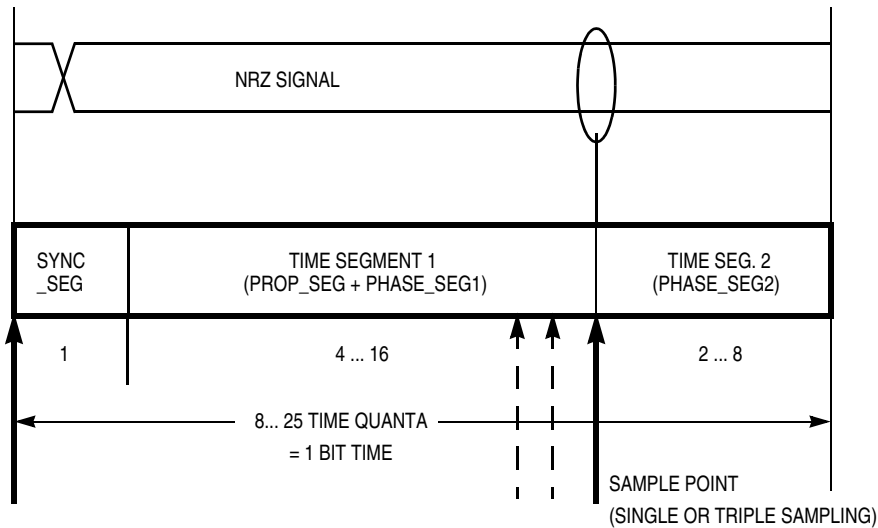 NRZ SIGNAL
SYNC
_SEG
TIME SEGMENT 1
(PROP_SEG + PHASE_SEG1)
TIME SEG. 2
(PHASE_SEG2)
1
4 ... 16
2 ... 8
8... 25 TIME QUANTA
= 1 BIT TIME
SAMPLE POINT
(SINGLE OR TRIPLE SAMPLING)